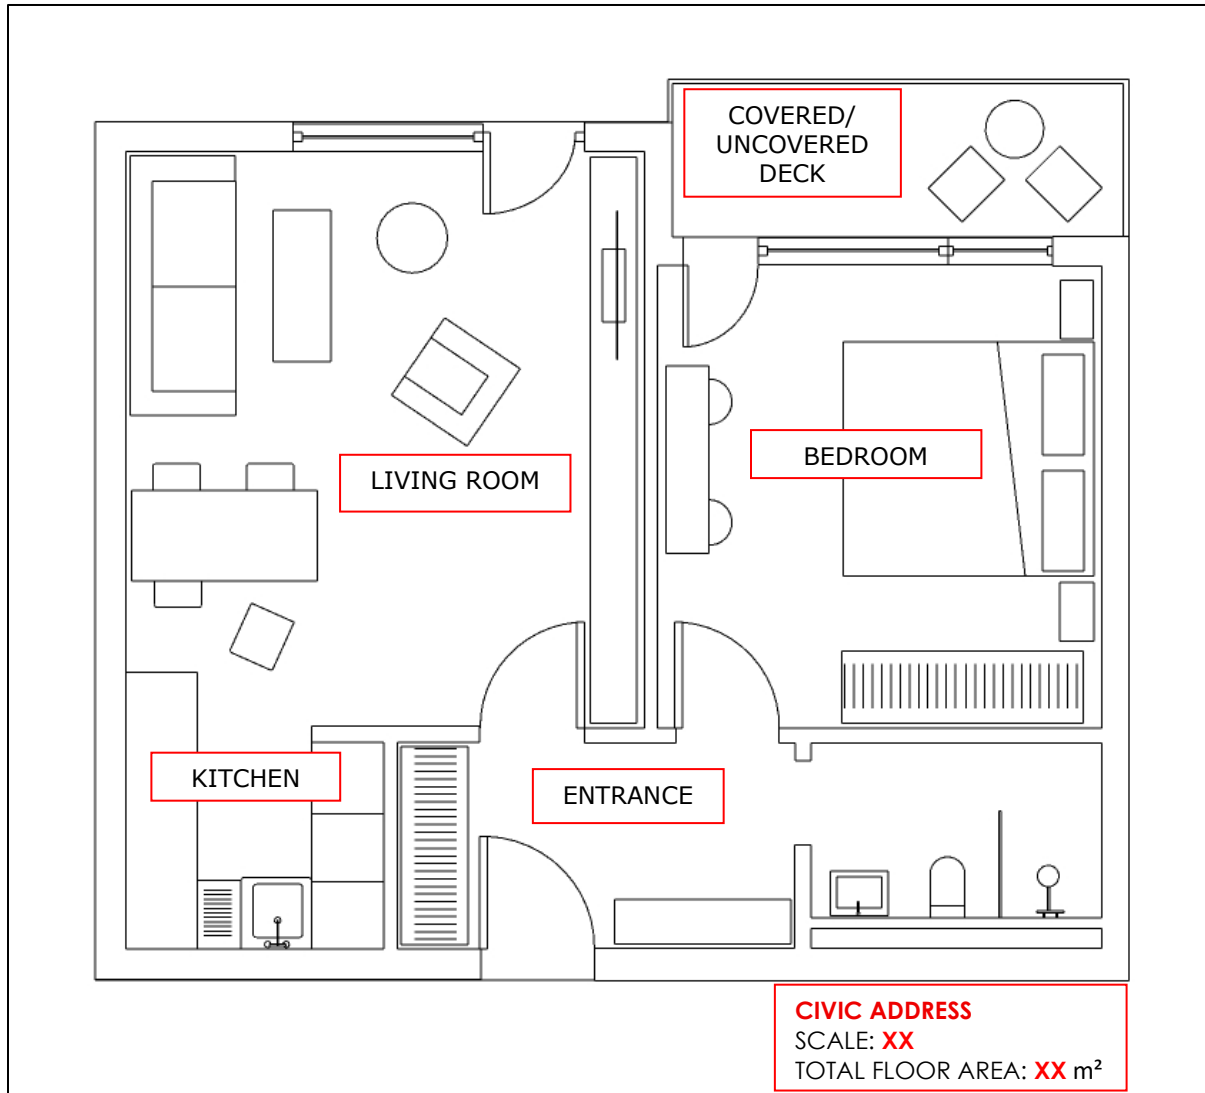 COVERED/
UNCOVERED
DECK
BEDROOM
LIVING ROOM
KITCHEN
ENTRANCE
CIVIC ADDRESS
SCALE: XX
TOTAL FLOOR AREA: XX m²